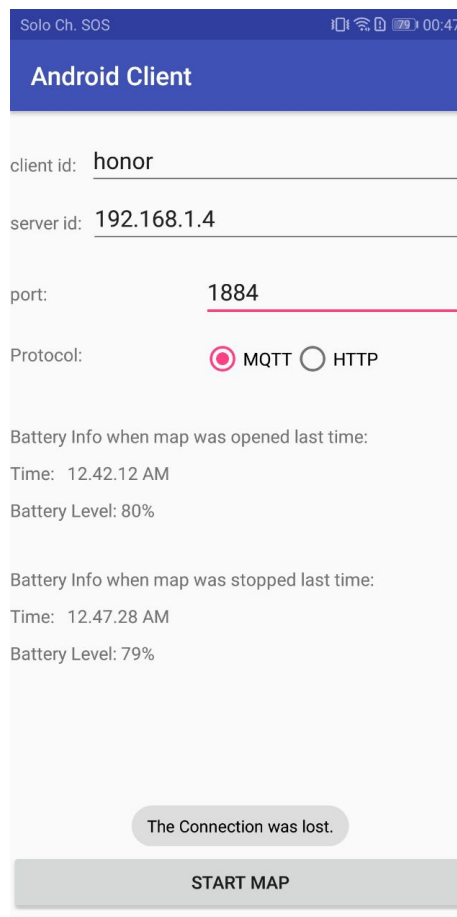 Solo Ch. SOS 79 00:47
Android Client
client id: honor
server id: 192.168.1.4
port: 1884
Protocol: MQTT HTTP
Battery Info when map was opened last time:
Time: 12.42.12 AM
Battery Level: 80%
Battery Info when map was stopped last time:
Time: 12.47.28 AM
Battery Level: 79%
The Connection was lost.
START MAP